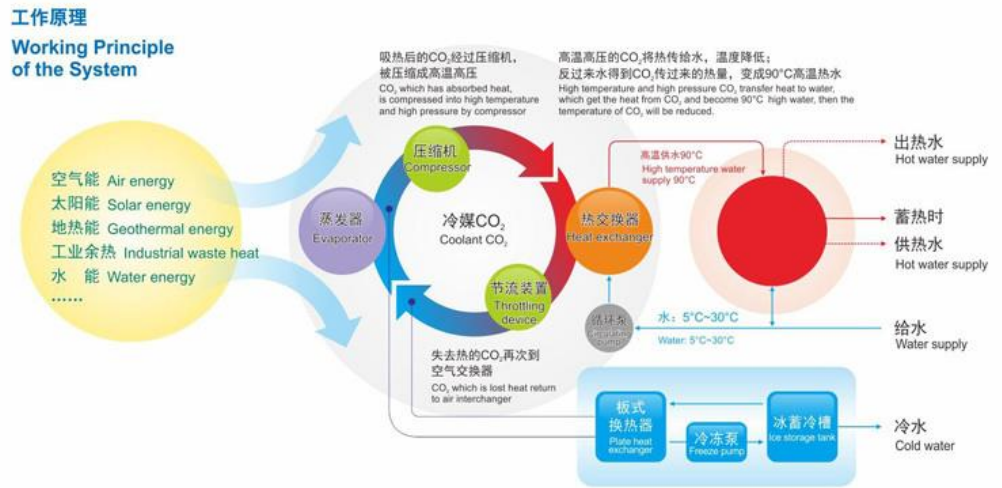 工作原理
Working Principle
of the System
吸热后的CO₂经过压缩机，
被压缩成高温高压
CO₂ which has absorbed heat,
is compressed into high temperature
and high pressure by compressor
高温高压的CO₂将热传给水，温度降低；
反过来水得到CO₂传过来的热量，变成90°C高温热水
High temperature and high pressure CO₂ transfer heat to water,
which get the heat from CO₂ and become 90°C high water, then the
temperature of CO₂ will be reduced.
空气能 Air energy
太阳能 Solar energy
地热能 Geothermal energy
工业余热 Industrial waste heat
水 能 Water energy
……
压缩机
Compressor
蒸发器
Evaporator
冷媒CO₂
Coolant CO₂
热交换器
Heat exchanger
节流装置
Throttling
device
高温供水90°C
High temperature water
supply 90°C
出热水
Hot water supply
蓄热时
供热水
Hot water supply
循环泵
pump
水：5°C~30°C
Water: 5°C~30°C
给水
Water supply
失去热的CO₂再次到
空气交换器
CO₂ which is lost heat return
to air interchanger
板式
换热器
Plate heat
exchanger
冷冻泵
Freeze pump
冰蓄冷槽
Ice storage tank
冷水
Cold water